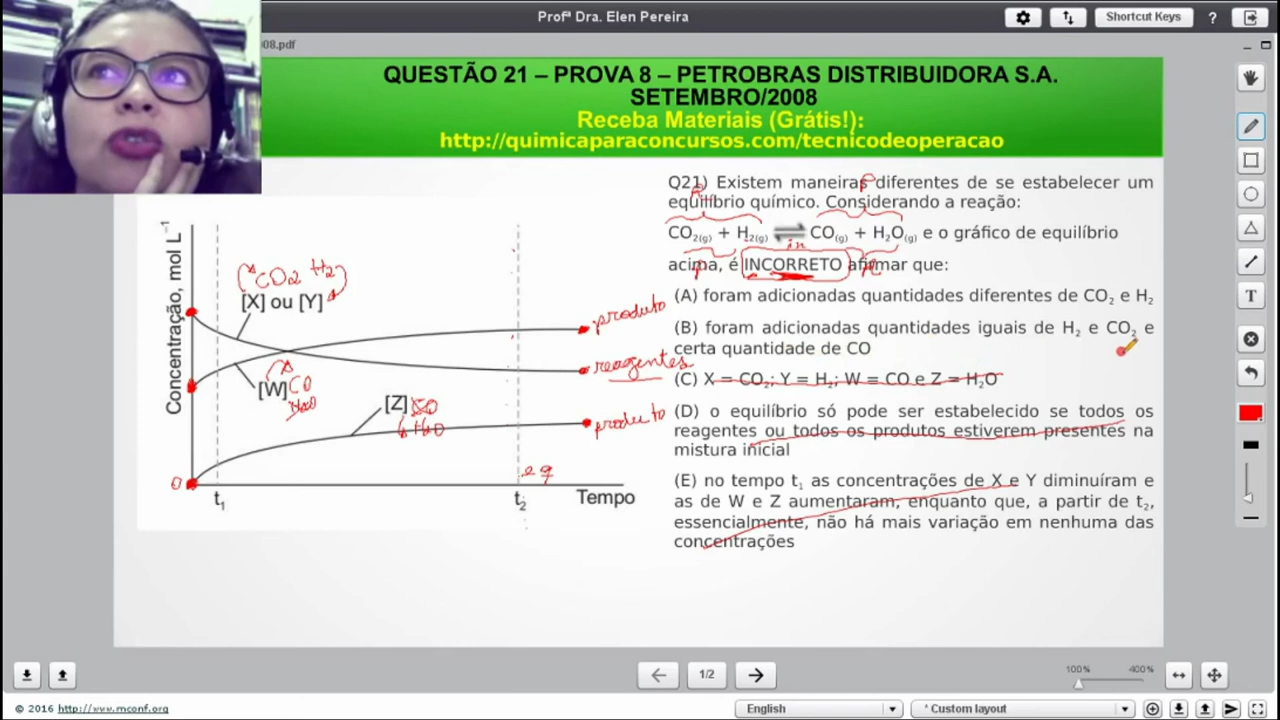 Profª Dra. Elen Pereira
Shortcut Keys
?
08.pdf
QUESTÃO 21 – PROVA 8 – PETROBRAS DISTRIBUIDORA S.A.
SETEMBRO/2008
Receba Materiais (Grátis!):
http://quimicaparaconcursos.com/tecnicodeoperacao
Concentração, mol L⁻¹
CO2 H2
[X] ou [Y]
[W] CO
H2O
[Z] CO
H2O
produto
reagentes
produto
0
eq
t₁
t₂
Tempo
Q21) Existem maneiras diferentes de se estabelecer um
equilíbrio químico. Considerando a reação:
CO₂(g) + H₂(g) ⇌ CO(g) + H₂O(g) e o gráfico de equilíbrio
acima, é INCORRETO afirmar que:
(A) foram adicionadas quantidades diferentes de CO₂ e H₂
(B) foram adicionadas quantidades iguais de H₂ e CO₂ e
certa quantidade de CO
(C) X = CO₂; Y = H₂; W = CO e Z = H₂O
(D) o equilíbrio só pode ser estabelecido se todos os
reagentes ou todos os produtos estiverem presentes na
mistura inicial
(E) no tempo t₁ as concentrações de X e Y diminuíram e
as de W e Z aumentaram, enquanto que, a partir de t₂,
essencialmente, não há mais variação em nenhuma das
concentrações
T
1/2
100%
400%
© 2016 http://www.mconf.org
English
* Custom layout